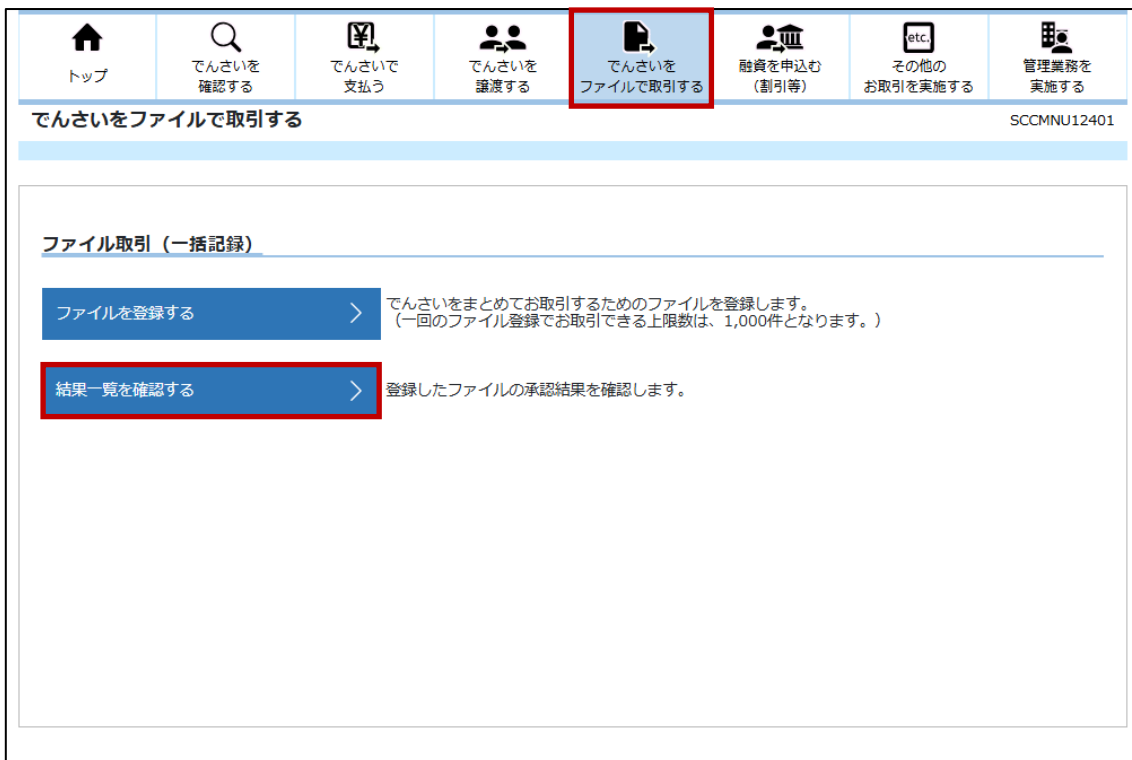 トップ
でんさいを
確認する
でんさいで
支払う
でんさいを
譲渡する
でんさいを
ファイルで取引する
融資を申込む
（割引等）
etc.
その他の
お取引を実施する
管理業務を
実施する
でんさいをファイルで取引する
SCCMNU12401
ファイル取引（一括記録）
ファイルを登録する
でんさいをまとめてお取引するためのファイルを登録します。
（一回のファイル登録でお取引できる上限数は、1,000件となります。）
結果一覧を確認する
登録したファイルの承認結果を確認します。